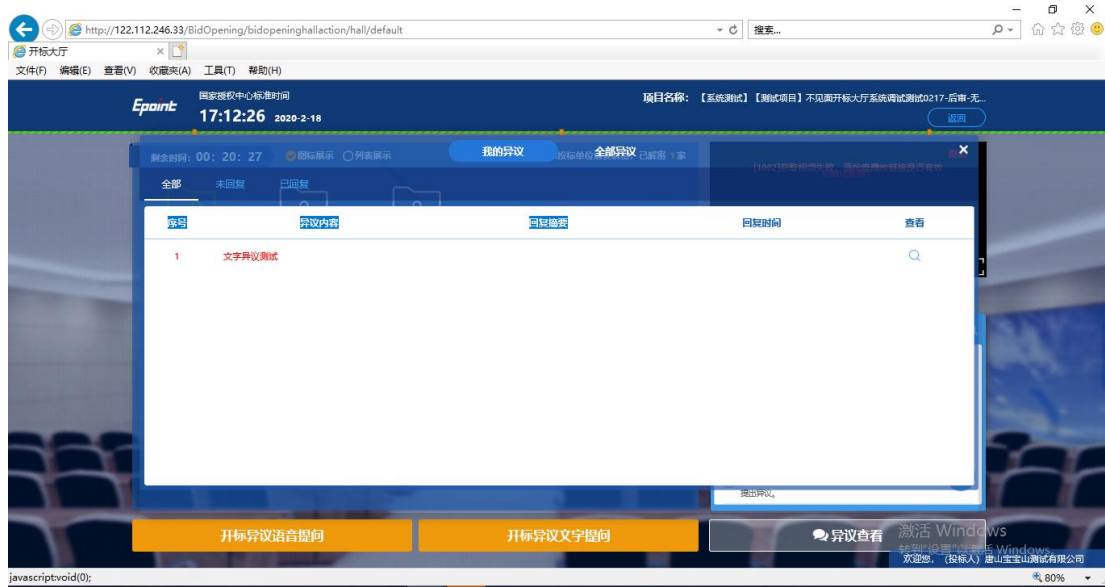 http://122.112.246.33/BidOpening/bidopeninghallaction/hall/default
搜索...
开标大厅
文件(F) 编辑(E) 查看(V) 收藏夹(A) 工具(T) 帮助(H)
Epoint
国家授权中心标准时间
17:12:26 2020-2-18
项目名称： 【系统测试】【测试项目】不见面开标大厅系统调试测试0217-后审-无...
返回
剩余时间: 00: 20: 27 图标展示 列表展示
我的异议 全部异议
已解密 1 家
全部 未回复 已回复
序号 异议内容 回复摘要 回复时间 查看
1 文字异议测试
提出异议。
开标异议语音提问 开标异议文字提问 异议查看
激活 Windows
转到"设置"以激活 Windows。
欢迎您, (投标人) 唐山宝宝山测试有限公司
javascript:void(0);
80%